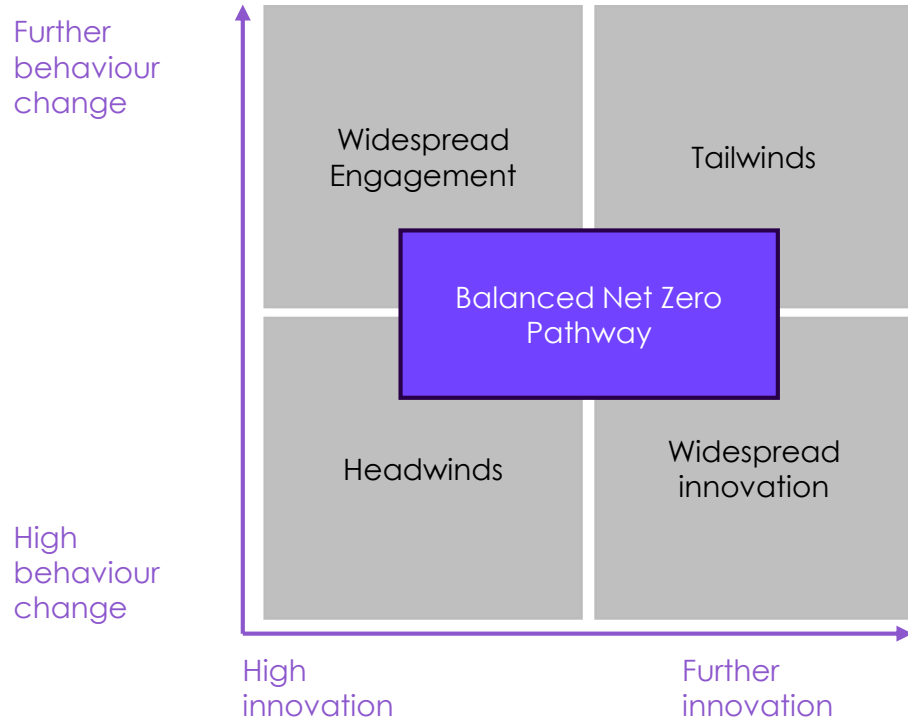 Further
behaviour
change
Widespread
Engagement
Tailwinds
Balanced Net Zero
Pathway
Headwinds
Widespread
innovation
High
behaviour
change
High
innovation
Further
innovation